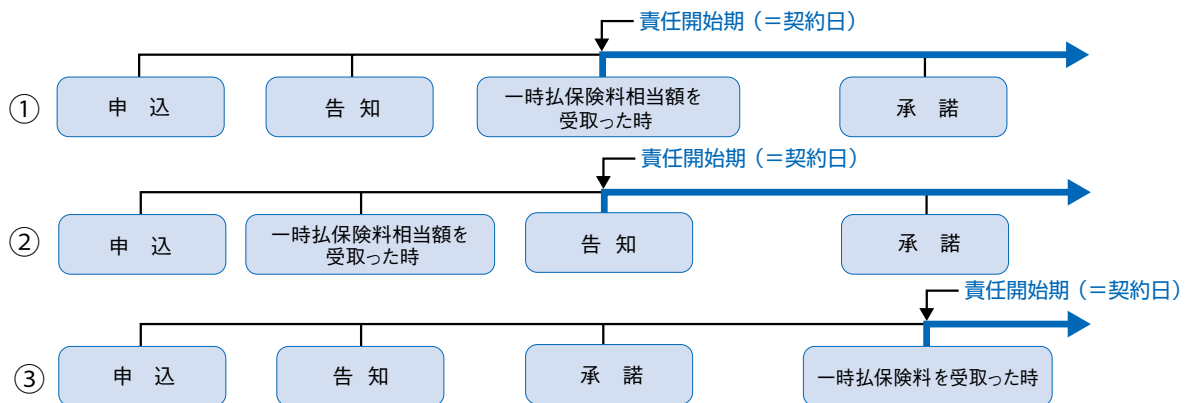 責任開始期（＝契約日）
①
申　込
告　知
一時払保険料相当額を
受取った時
承　諾
責任開始期（＝契約日）
②
申　込
一時払保険料相当額を
受取った時
告　知
承　諾
責任開始期（＝契約日）
③
申　込
告　知
承　諾
一時払保険料を受取った時